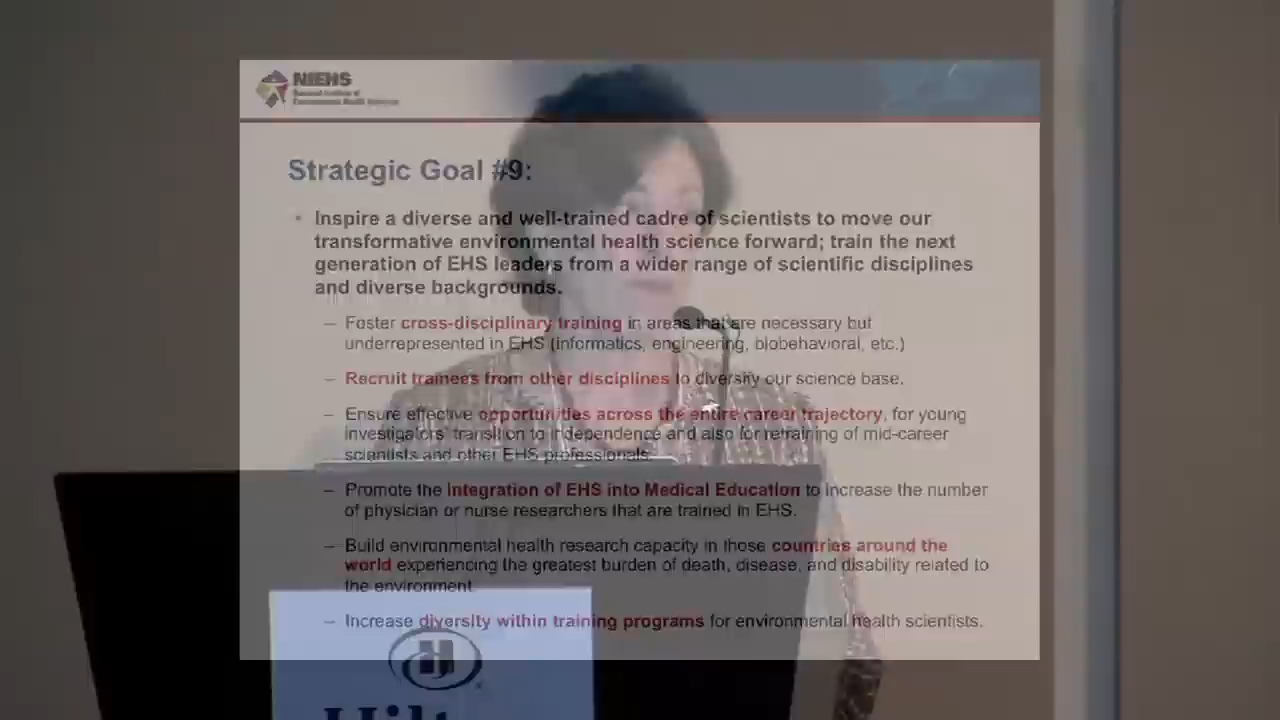 NIEHS
National Institute of
Environmental Health Sciences
Strategic Goal #9:
• Inspire a diverse and well-trained cadre of scientists to move our
transformative environmental health science forward; train the next
generation of EHS leaders from a wider range of scientific disciplines
and diverse backgrounds.
– Foster cross-disciplinary training in areas that are necessary but
underrepresented in EHS (informatics, engineering, biobehavioral, etc.)
– Recruit trainees from other disciplines to diversify our science base.
– Ensure effective opportunities across the entire career trajectory, for young
investigators' transition to independence and also for retraining of mid-career
scientists and other EHS professionals.
– Promote the integration of EHS into Medical Education to increase the number
of physician or nurse researchers that are trained in EHS.
– Build environmental health research capacity in those countries around the
world experiencing the greatest burden of death, disease, and disability related to
the environment.
– Increase diversity within training programs for environmental health scientists.
H